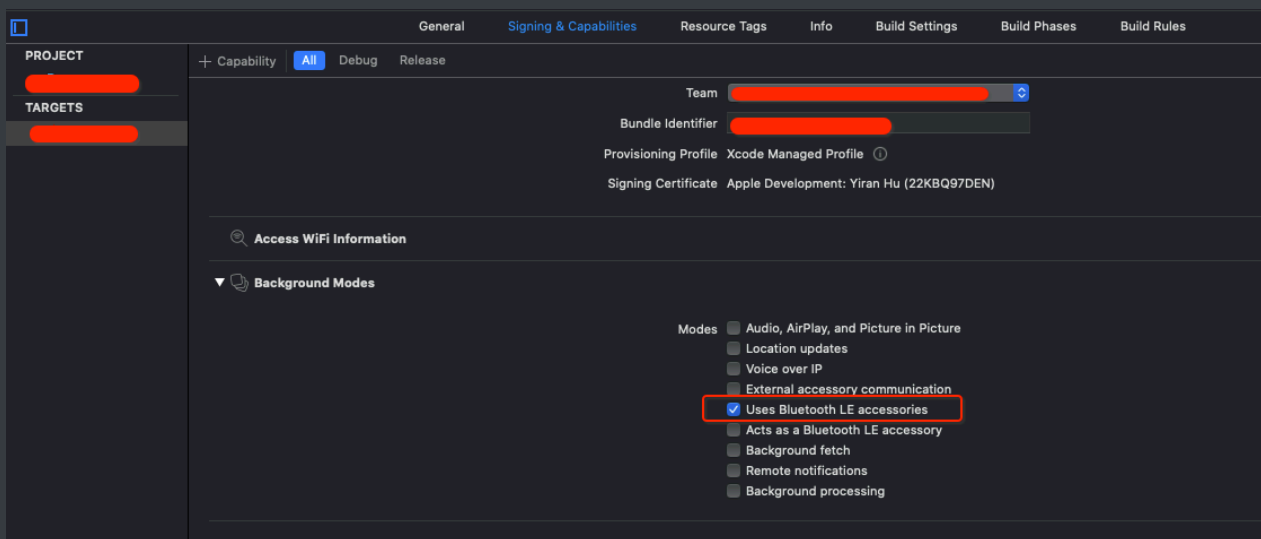 General Signing & Capabilities Resource Tags Info Build Settings Build Phases Build Rules
PROJECT
TARGETS
+ Capability All Debug Release
Team
Bundle Identifier
Provisioning Profile Xcode Managed Profile
Signing Certificate Apple Development: Yiran Hu (22KBQ97DEN)
Access WiFi Information
Background Modes
Modes Audio, AirPlay, and Picture in Picture
Location updates
Voice over IP
External accessory communication
Uses Bluetooth LE accessories
Acts as a Bluetooth LE accessory
Background fetch
Remote notifications
Background processing